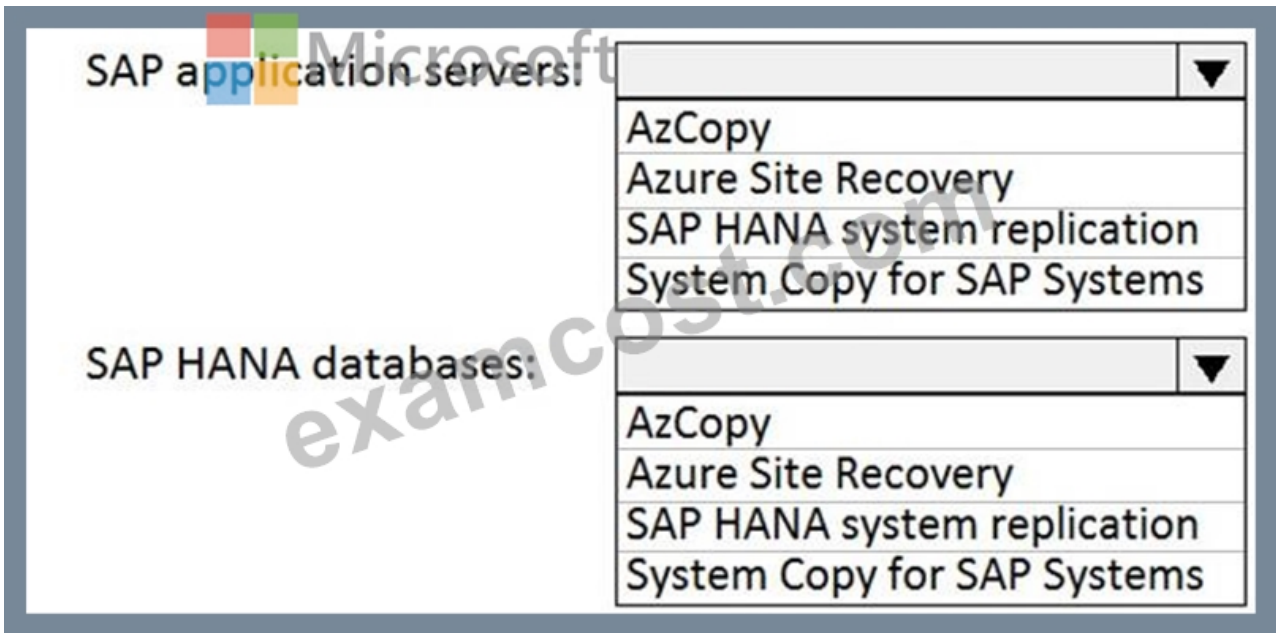 Microsoft
SAP application servers:
AzCopy
Azure Site Recovery
SAP HANA system replication
System Copy for SAP Systems
SAP HANA databases:
AzCopy
Azure Site Recovery
SAP HANA system replication
System Copy for SAP Systems
examcost.com